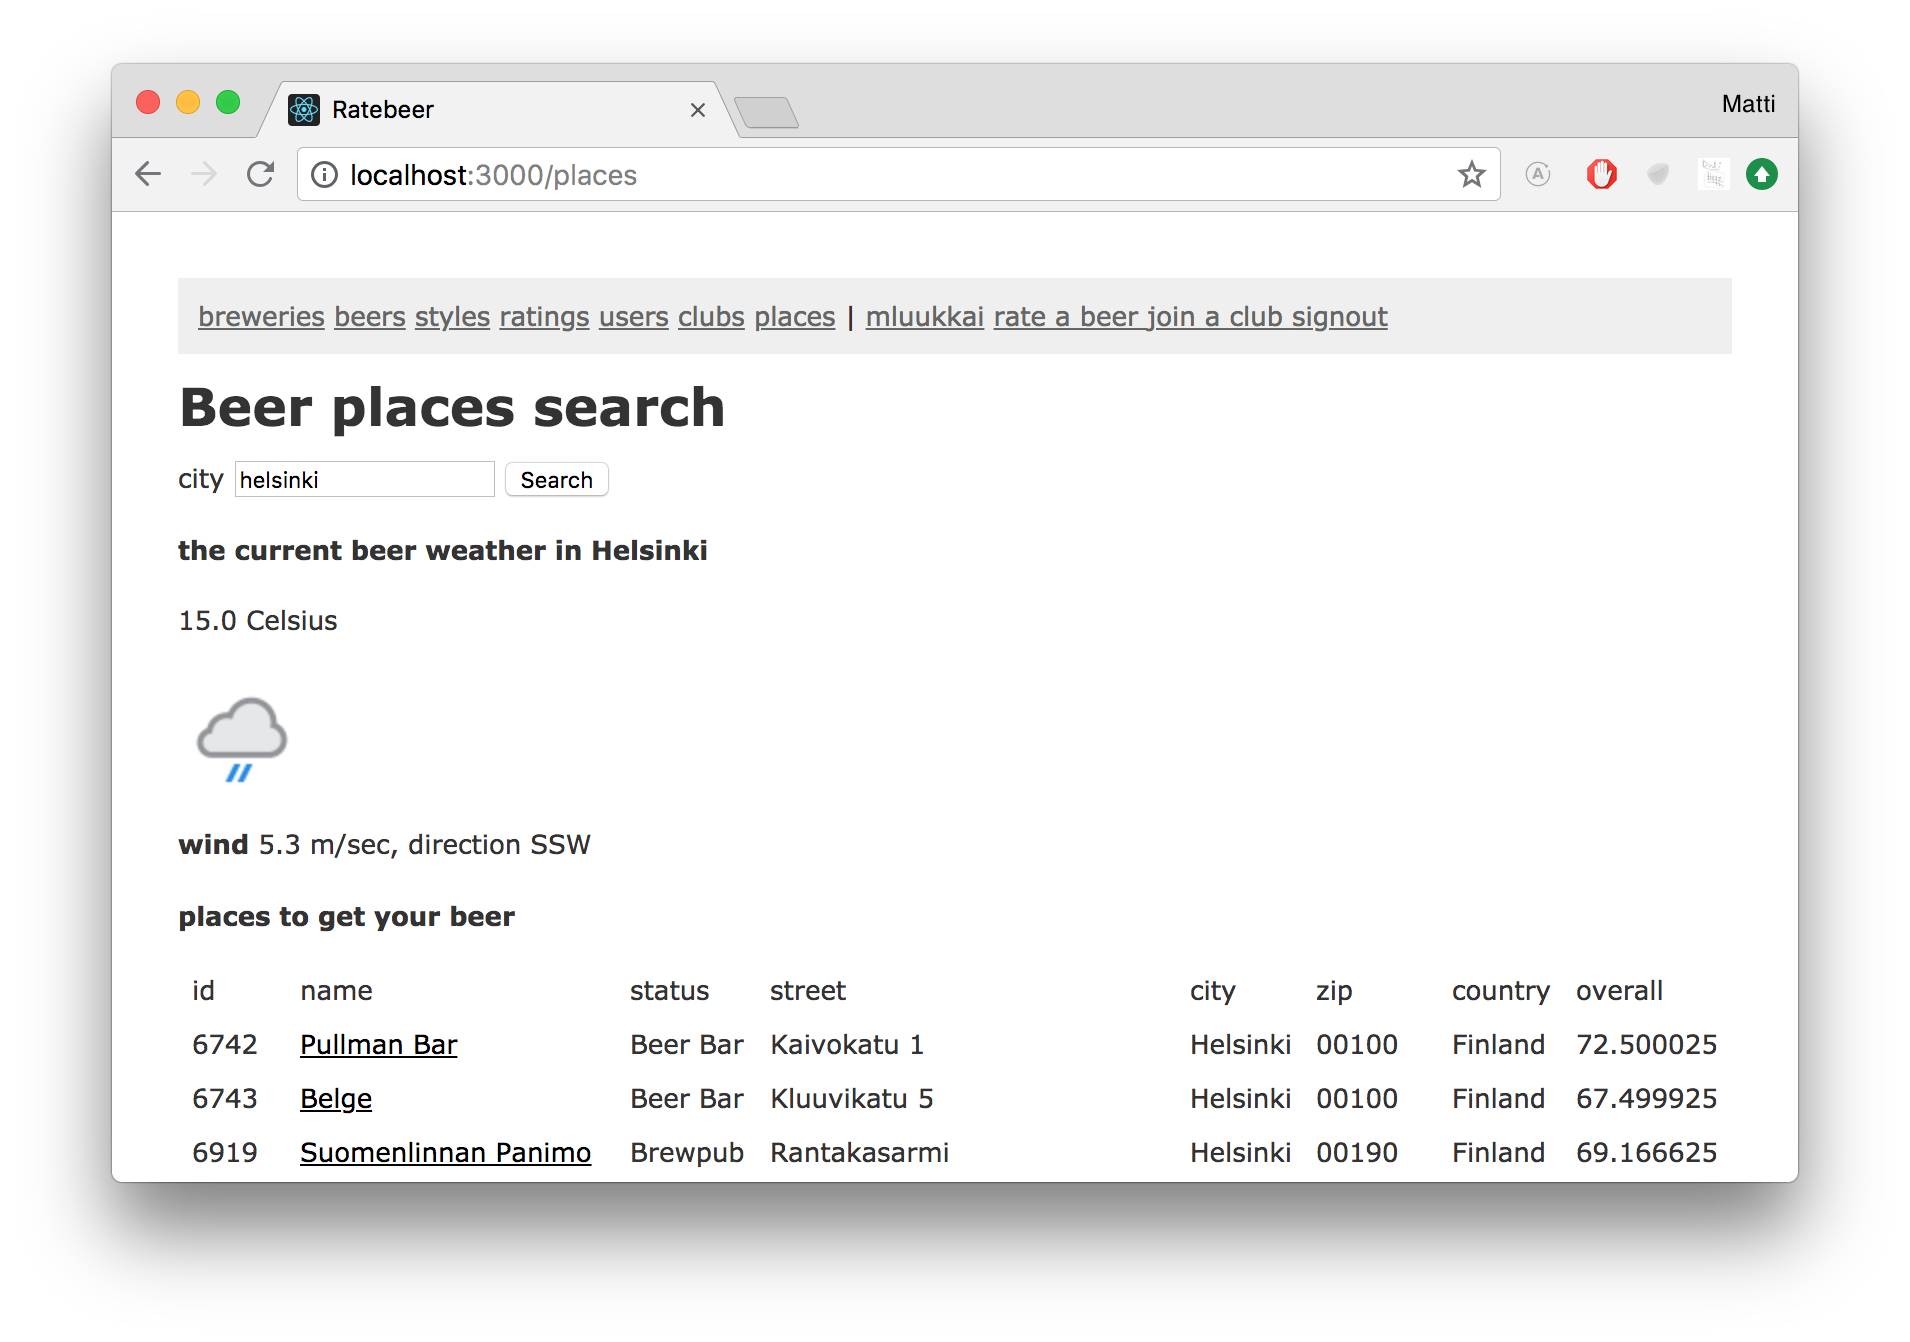 Ratebeer
Matti
localhost:3000/places
breweries beers styles ratings users clubs places | mluukkai rate a beer join a club signout
Beer places search
city helsinki Search
the current beer weather in Helsinki
15.0 Celsius
wind 5.3 m/sec, direction SSW
places to get your beer
id name status street city zip country overall
6742 Pullman Bar Beer Bar Kaivokatu 1 Helsinki 00100 Finland 72.500025
6743 Belge Beer Bar Kluuvikatu 5 Helsinki 00100 Finland 67.499925
6919 Suomenlinnan Panimo Brewpub Rantakasarmi Helsinki 00190 Finland 69.166625